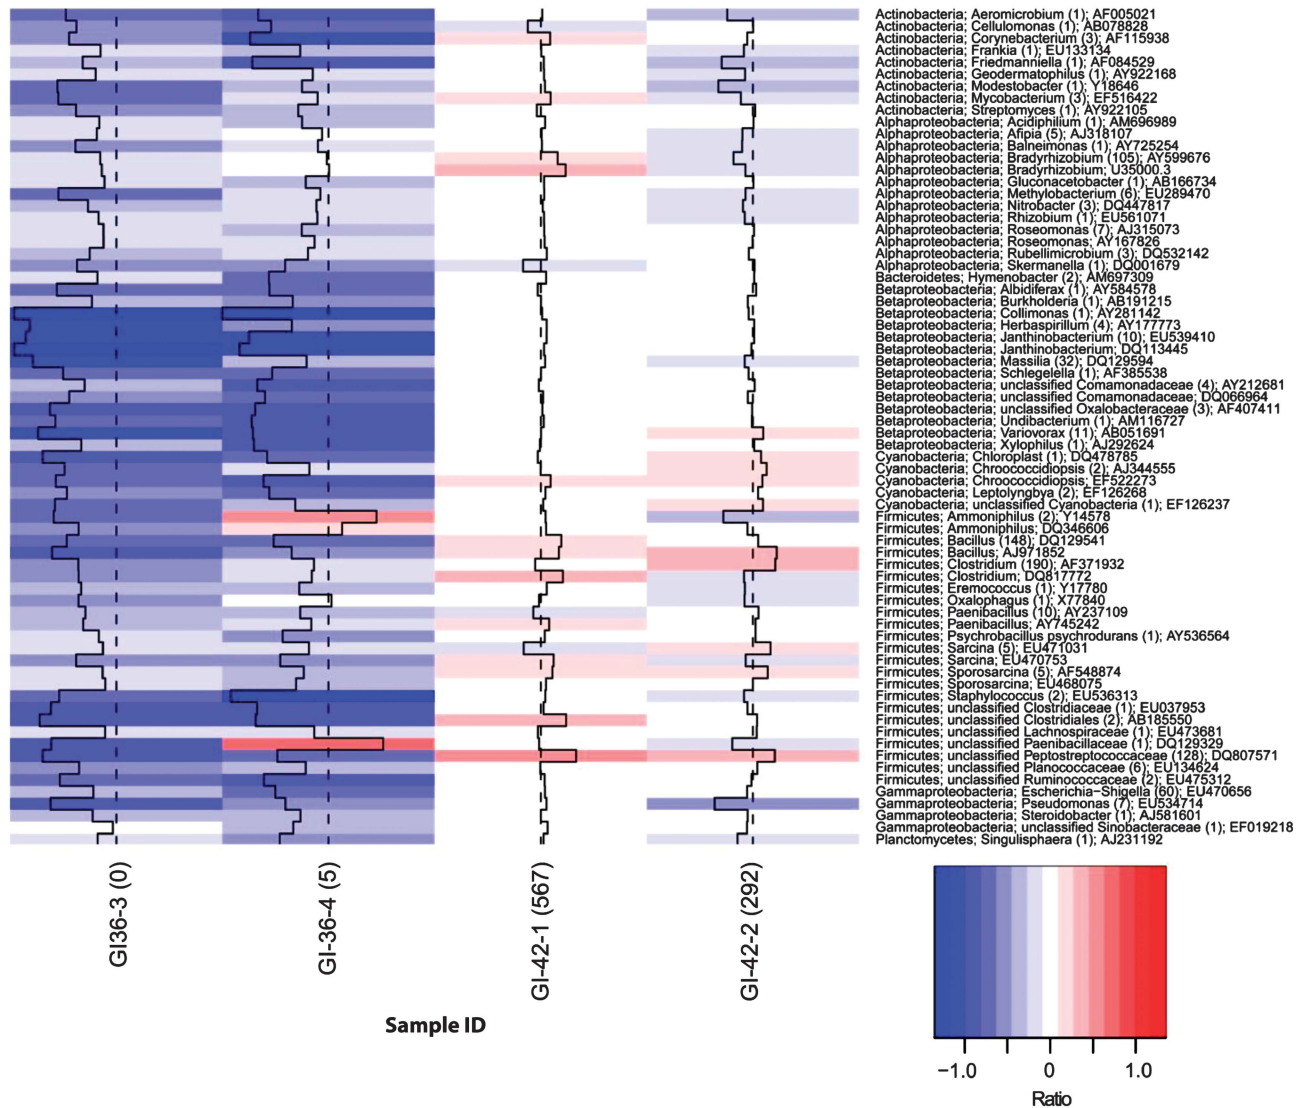 Actinobacteria; Aeromicrobium (1); AF005021
Actinobacteria; Cellulomonas (1); AB078828
Actinobacteria; Corynebacterium (3); AF115938
Actinobacteria; Frankia (1); EU133134
Actinobacteria; Friedmanniella (1); AF084529
Actinobacteria; Geodermatophilus (1); AY922168
Actinobacteria; Modestobacter (1); Y18646
Actinobacteria; Mycobacterium (3); EF516422
Actinobacteria; Streptomyces (1); AY922105
Alphaproteobacteria; Acidiphilium (1); AM696989
Alphaproteobacteria; Afipia (5); AJ318107
Alphaproteobacteria; Balneimonas (1); AY725254
Alphaproteobacteria; Bradyrhizobium (105); AY599676
Alphaproteobacteria; Bradyrhizobium; U35000.3
Alphaproteobacteria; Gluconacetobacter (1); AB166734
Alphaproteobacteria; Methylobacterium (6); EU289470
Alphaproteobacteria; Nitrobacter (3); DQ447817
Alphaproteobacteria; Rhizobium (1); EU561071
Alphaproteobacteria; Roseomonas (7); AJ315073
Alphaproteobacteria; Roseomonas; AY167826
Alphaproteobacteria; Rubellimicrobium (3); DQ532142
Alphaproteobacteria; Skermanella (1); DQ001679
Bacteroidetes; Hymenobacter (2); AM697309
Betaproteobacteria; Albidiferax (1); AY584578
Betaproteobacteria; Burkholderia (1); AB191215
Betaproteobacteria; Collimonas (1); AY281142
Betaproteobacteria; Herbaspirillum (4); AY177773
Betaproteobacteria; Janthinobacterium (10); EU539410
Betaproteobacteria; Janthinobacterium; DQ113445
Betaproteobacteria; Massilia (32); DQ129594
Betaproteobacteria; Schlegelella (1); AF385538
Betaproteobacteria; unclassified Comamonadaceae (4); AY212681
Betaproteobacteria; unclassified Comamonadaceae; DQ066964
Betaproteobacteria; unclassified Oxalobacteraceae (3); AF407411
Betaproteobacteria; Undibacterium (1); AM116727
Betaproteobacteria; Variovorax (11); AB051691
Betaproteobacteria; Xylophilus (1); AJ292624
Cyanobacteria; Chloroplast (1); DQ478785
Cyanobacteria; Chroococcidiopsis (2); AJ344555
Cyanobacteria; Chroococcidiopsis; EF522273
Cyanobacteria; Leptolyngbya (2); EF126268
Cyanobacteria; unclassified Cyanobacteria (1); EF126237
Firmicutes; Ammoniphilus (2); Y14578
Firmicutes; Ammoniphilus; DQ346606
Firmicutes; Bacillus (148); DQ129541
Firmicutes; Bacillus; AJ971852
Firmicutes; Clostridium (190); AF371932
Firmicutes; Clostridium; DQ817772
Firmicutes; Eremococcus (1); Y17780
Firmicutes; Oxalophagus (1); X77840
Firmicutes; Paenibacillus (10); AY237109
Firmicutes; Paenibacillus; AY745242
Firmicutes; Psychrobacillus psychrodurans (1); AY536564
Firmicutes; Sarcina (5); EU471031
Firmicutes; Sarcina; EU470753
Firmicutes; Sporosarcina (5); AF548874
Firmicutes; Sporosarcina; EU468075
Firmicutes; Staphylococcus (2); EU536313
Firmicutes; unclassified Clostridiaceae (1); EU037953
Firmicutes; unclassified Clostridiales (2); AB185550
Firmicutes; unclassified Lachnospiraceae (1); EU473681
Firmicutes; unclassified Paenibacillaceae (1); DQ129329
Firmicutes; unclassified Peptostreptococcaceae (128); DQ807571
Firmicutes; unclassified Planococcaceae (6); EU134624
Firmicutes; unclassified Ruminococcaceae (2); EU475312
Gammaproteobacteria; Escherichia−Shigella (60); EU470656
Gammaproteobacteria; Pseudomonas (7); EU534714
Gammaproteobacteria; Steroidobacter (1); AJ581601
Gammaproteobacteria; unclassified Sinobacteraceae (1); EF019218
Planctomycetes; Singulisphaera (1); AJ231192
GI36-3 (0)
GI-36-4 (5)
GI-42-1 (567)
GI-42-2 (292)
Sample ID
−1.0 0 1.0
Ratio